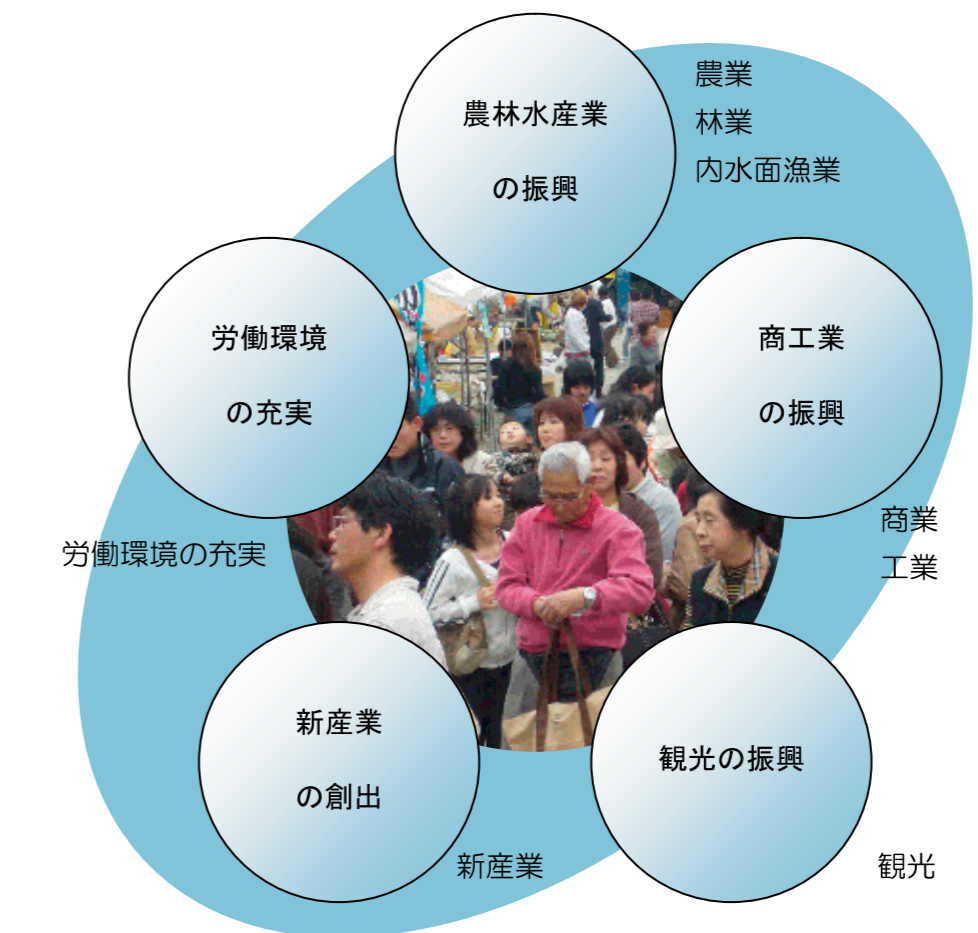 農林水産業
の振興
農業
林業
内水面漁業
労働環境
の充実
労働環境の充実
商工業
の振興
商業
工業
新産業
の創出
新産業
観光の振興
観光